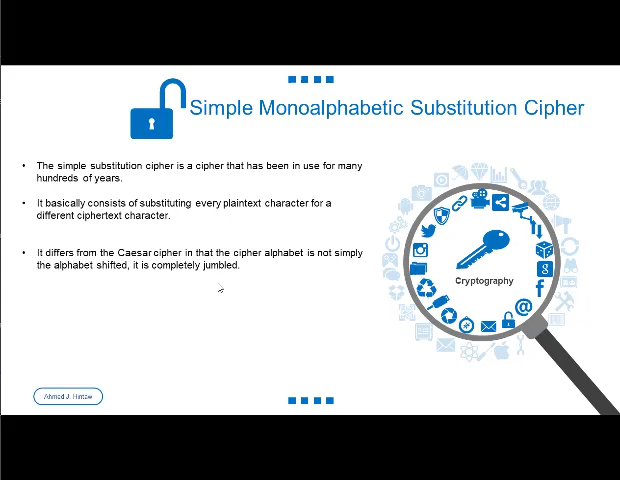 Simple Monoalphabetic Substitution Cipher
• The simple substitution cipher is a cipher that has been in use for many
hundreds of years.
• It basically consists of substituting every plaintext character for a
different ciphertext character.
• It differs from the Caesar cipher in that the cipher alphabet is not simply
the alphabet shifted, it is completely jumbled.
Cryptography
Ahmed J. Hintaw